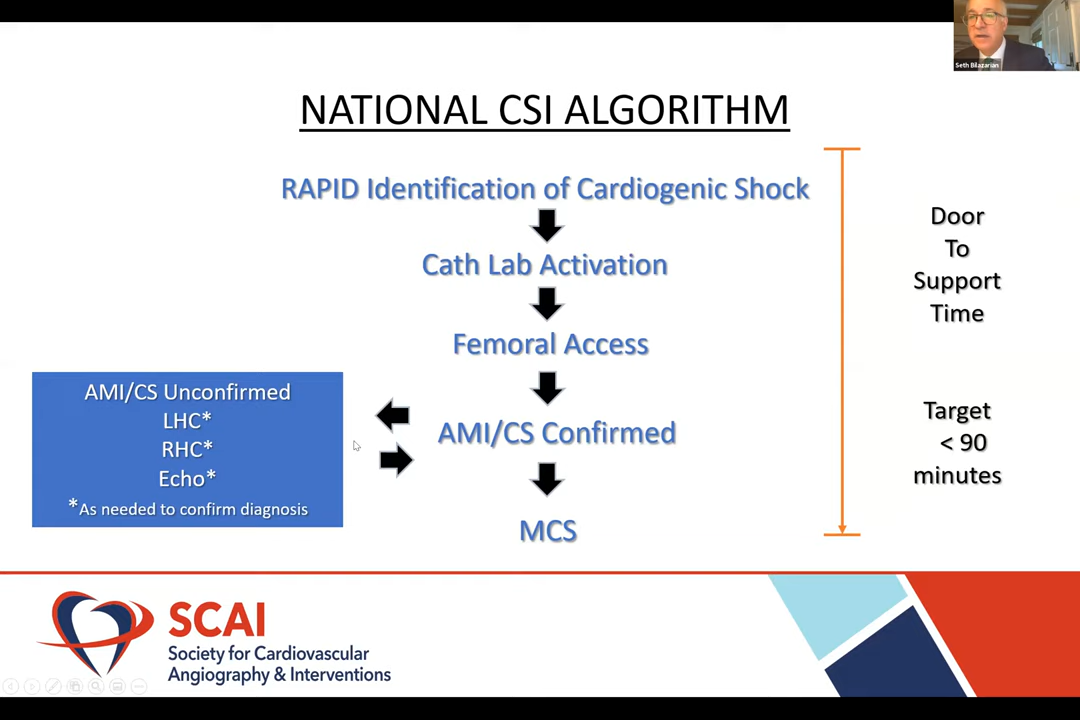 Seth Bilazarian
NATIONAL CSI ALGORITHM
RAPID Identification of Cardiogenic Shock
Cath Lab Activation
Femoral Access
AMI/CS Confirmed
MCS
AMI/CS Unconfirmed
LHC*
RHC*
Echo*
*As needed to confirm diagnosis
Door
To
Support
Time
Target
< 90
minutes
SCAI
Society for Cardiovascular
Angiography & Interventions